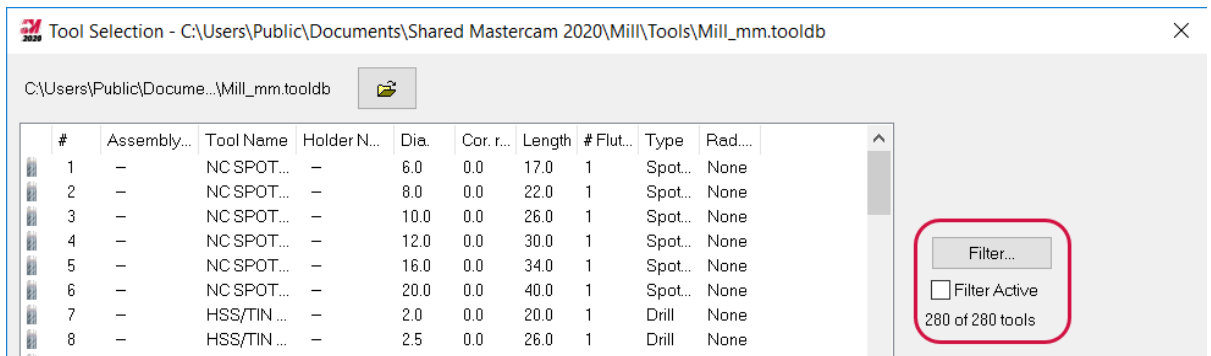 2020 Tool Selection - C:\Users\Public\Documents\Shared Mastercam 2020\Mill\Tools\Mill_mm.tooldb
C:\Users\Public\Docume...\Mill_mm.tooldb
# Assembly... Tool Name Holder N... Dia. Cor. r... Length # Flut... Type Rad....
1 – NC SPOT... – 6.0 0.0 17.0 1 Spot... None
2 – NC SPOT... – 8.0 0.0 22.0 1 Spot... None
3 – NC SPOT... – 10.0 0.0 26.0 1 Spot... None
4 – NC SPOT... – 12.0 0.0 30.0 1 Spot... None
5 – NC SPOT... – 16.0 0.0 34.0 1 Spot... None
6 – NC SPOT... – 20.0 0.0 40.0 1 Spot... None
7 – HSS/TIN ... – 2.0 0.0 20.0 1 Drill None
8 – HSS/TIN ... – 2.5 0.0 26.0 1 Drill None
Filter...
Filter Active
280 of 280 tools